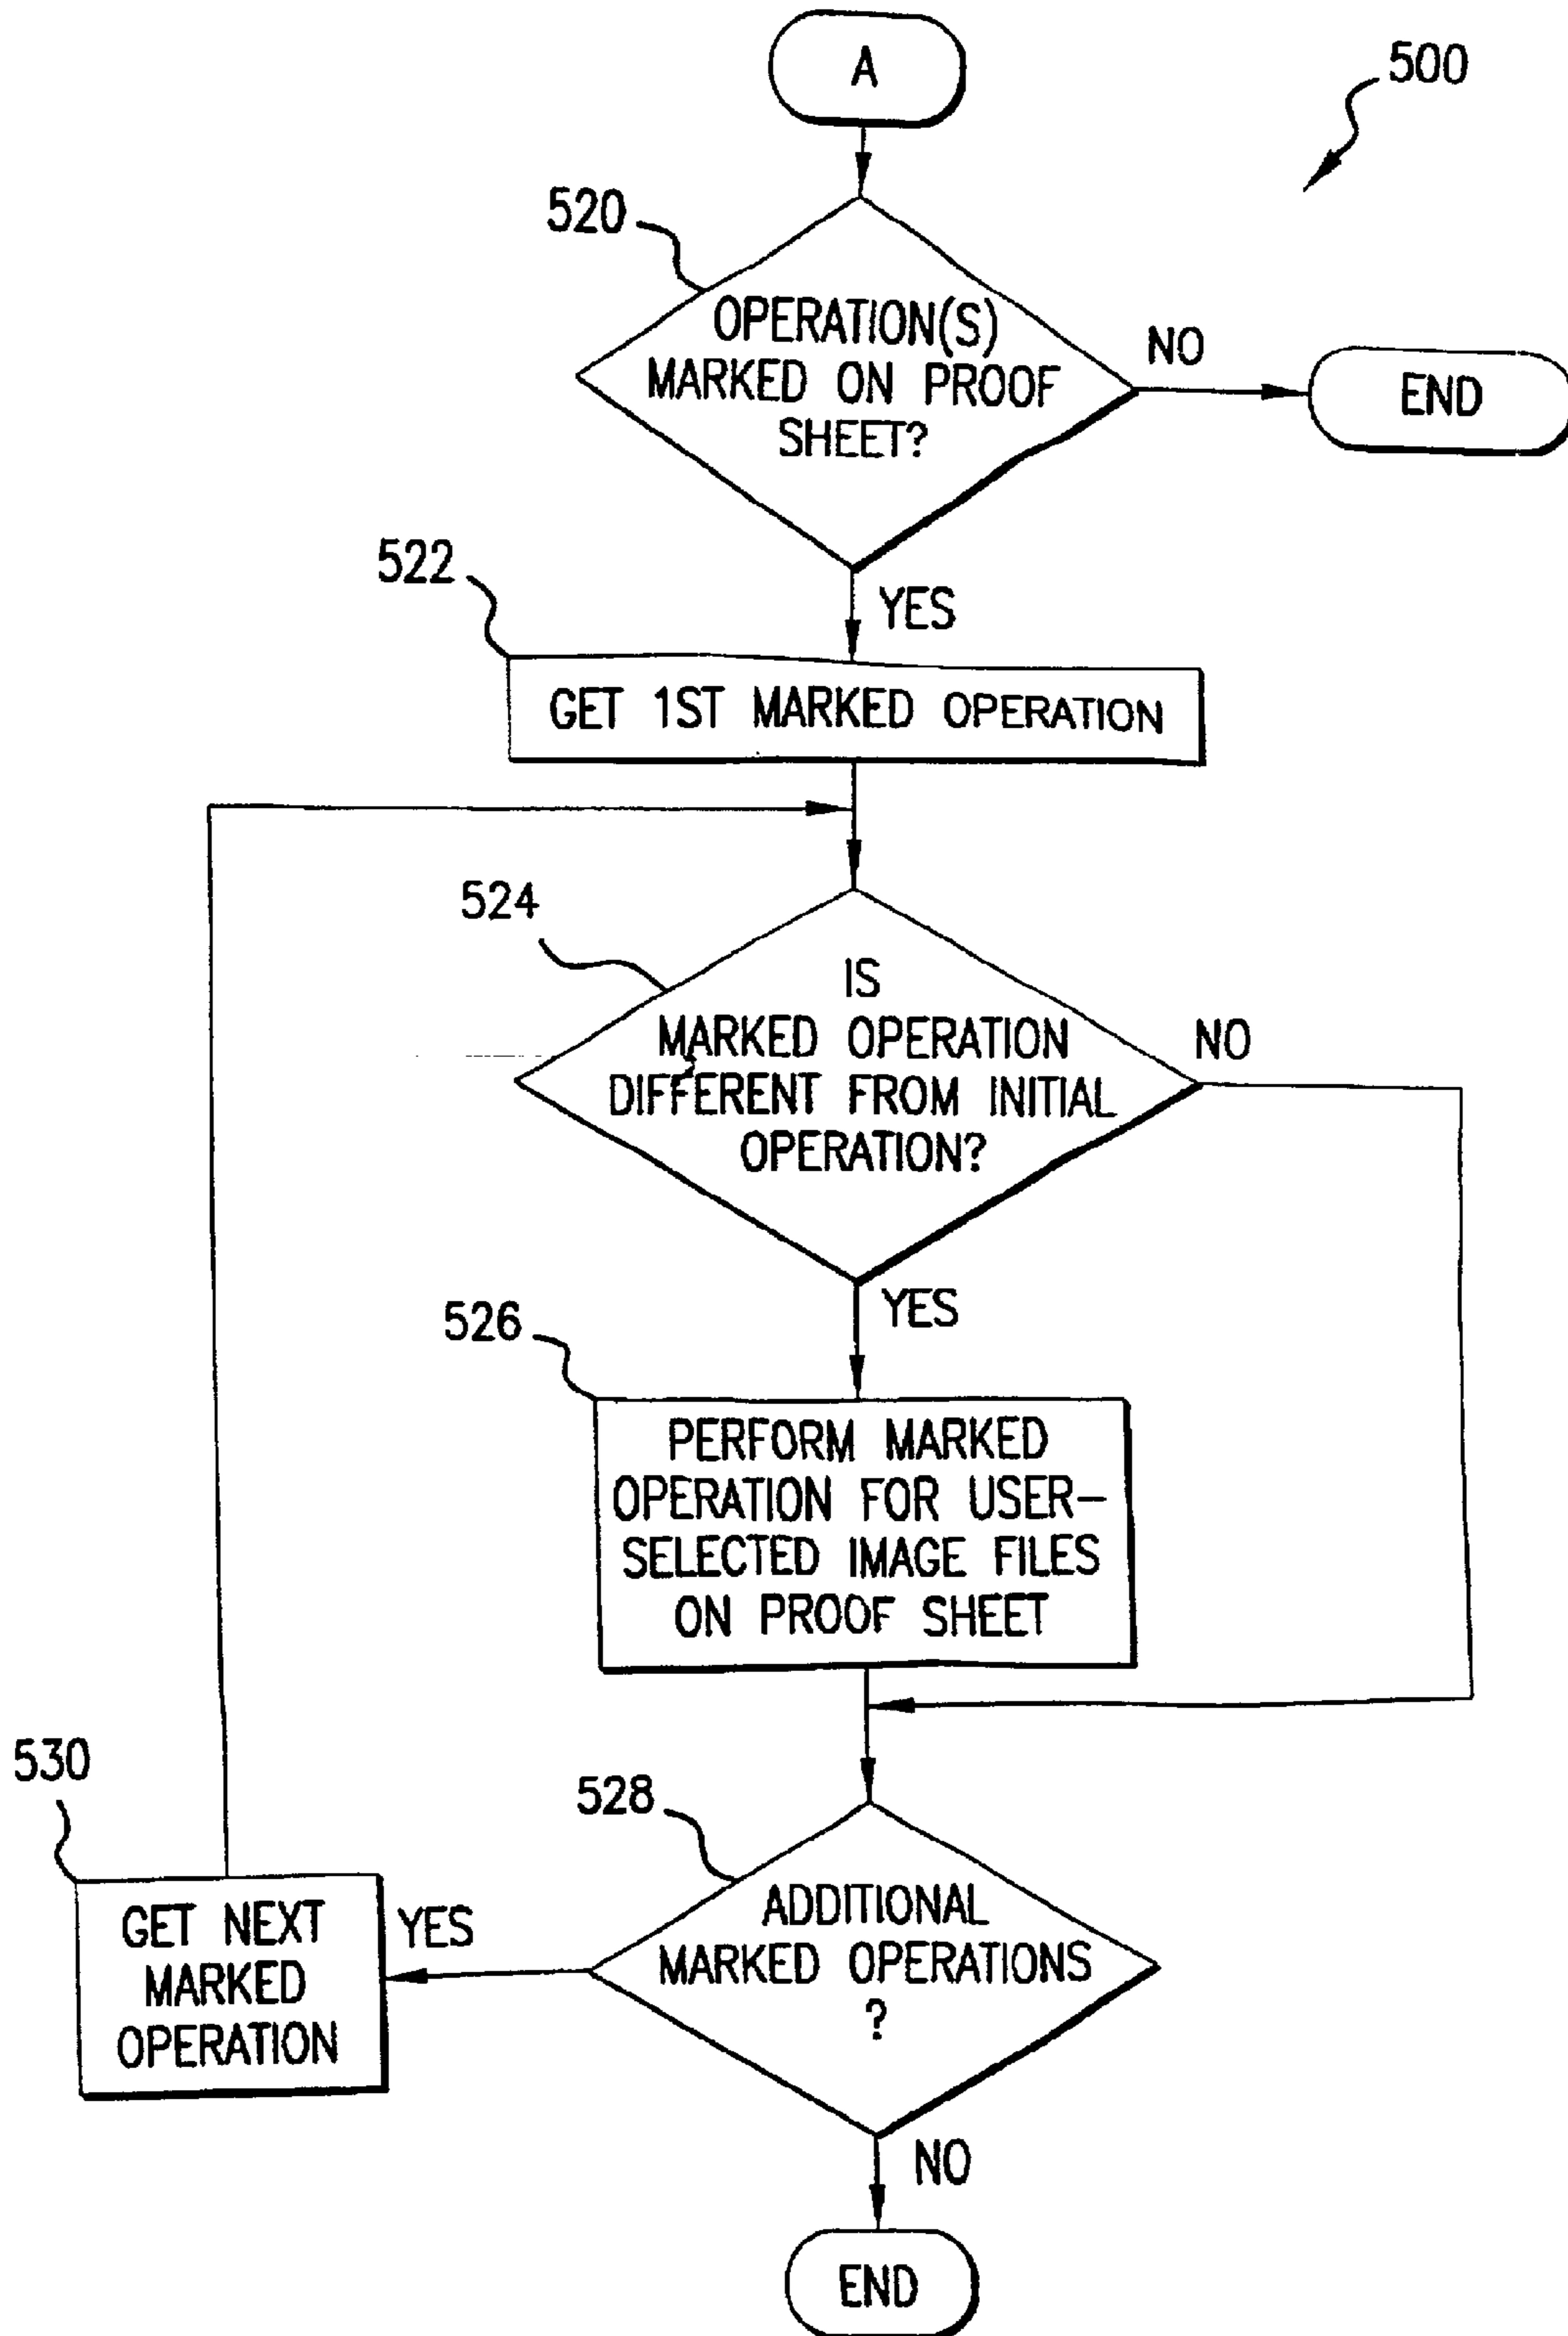 A
500
520
OPERATION(S)
MARKED ON PROOF
SHEET?
NO
END
522
YES
GET 1ST MARKED OPERATION
524
IS
MARKED OPERATION
DIFFERENT FROM INITIAL
OPERATION?
NO
YES
526
PERFORM MARKED
OPERATION FOR USER-
SELECTED IMAGE FILES
ON PROOF SHEET
528
ADDITIONAL
MARKED OPERATIONS
?
YES
530
GET NEXT
MARKED
OPERATION
NO
END